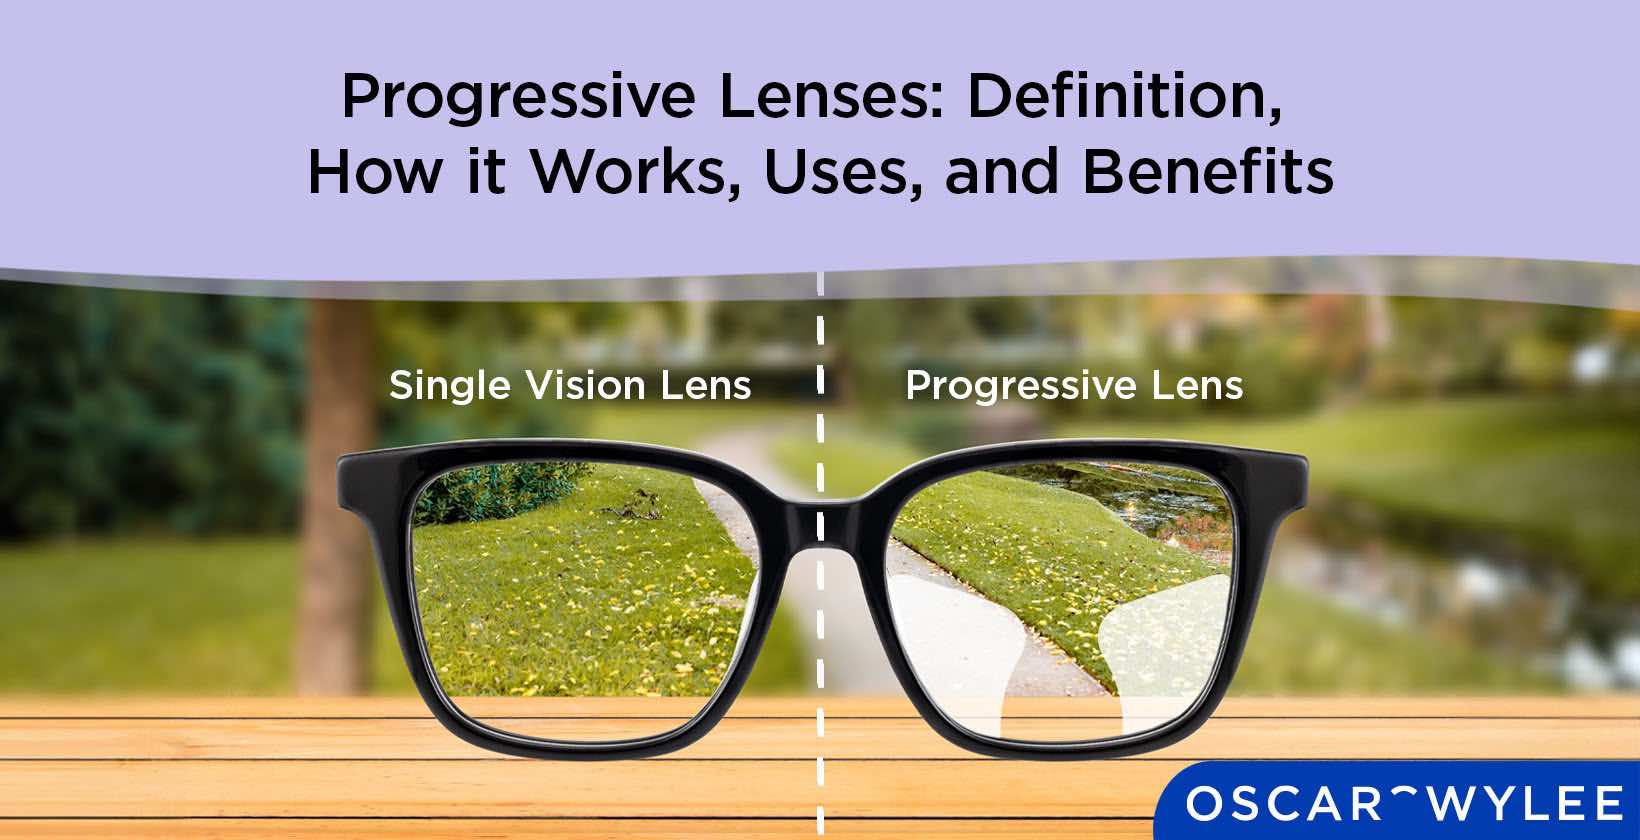 Progressive Lenses: Definition,
How it Works, Uses, and Benefits
Single Vision Lens
Progressive Lens
OSCAR WYLEE